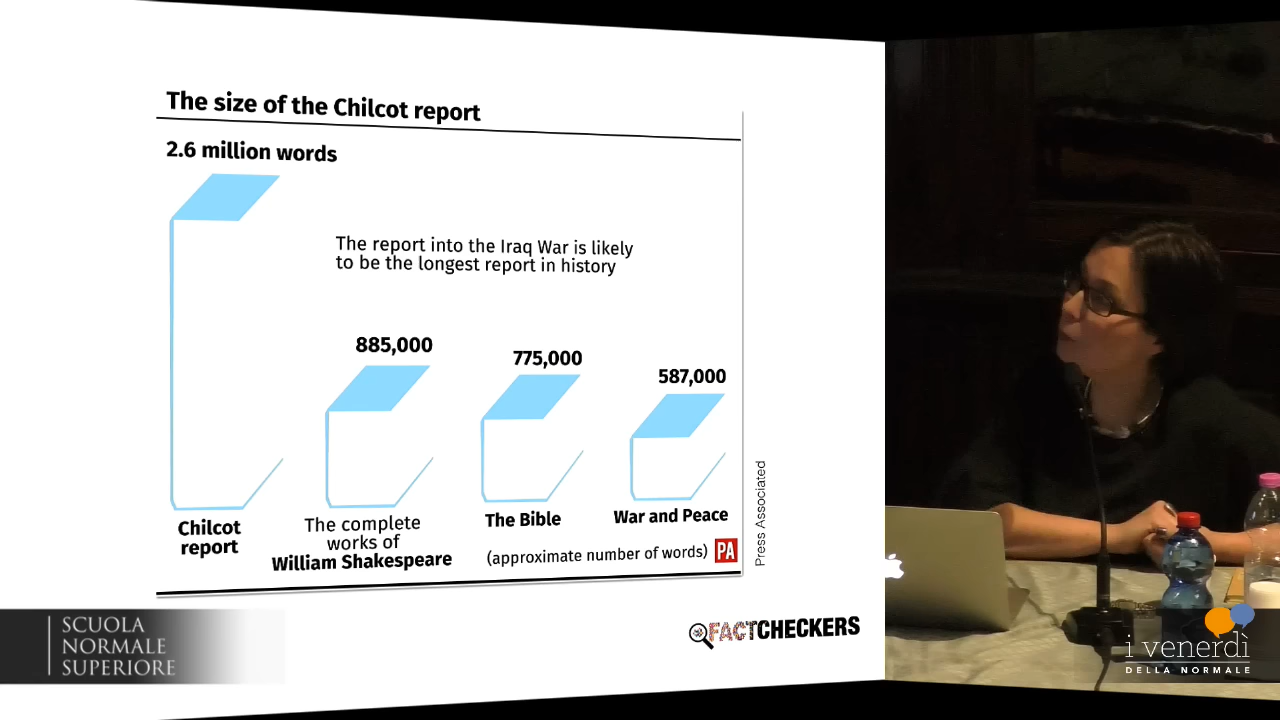 The size of the Chilcot report
2.6 million words
The report into the Iraq War is likely
to be the longest report in history
885,000
775,000
587,000
Chilcot
report
The complete
works of
William Shakespeare
The Bible
War and Peace
(approximate number of words) PA
Press Associated
FACTCHECKERS
SCUOLA
NORMALE
SUPERIORE
i venerdì
DELLA NORMALE